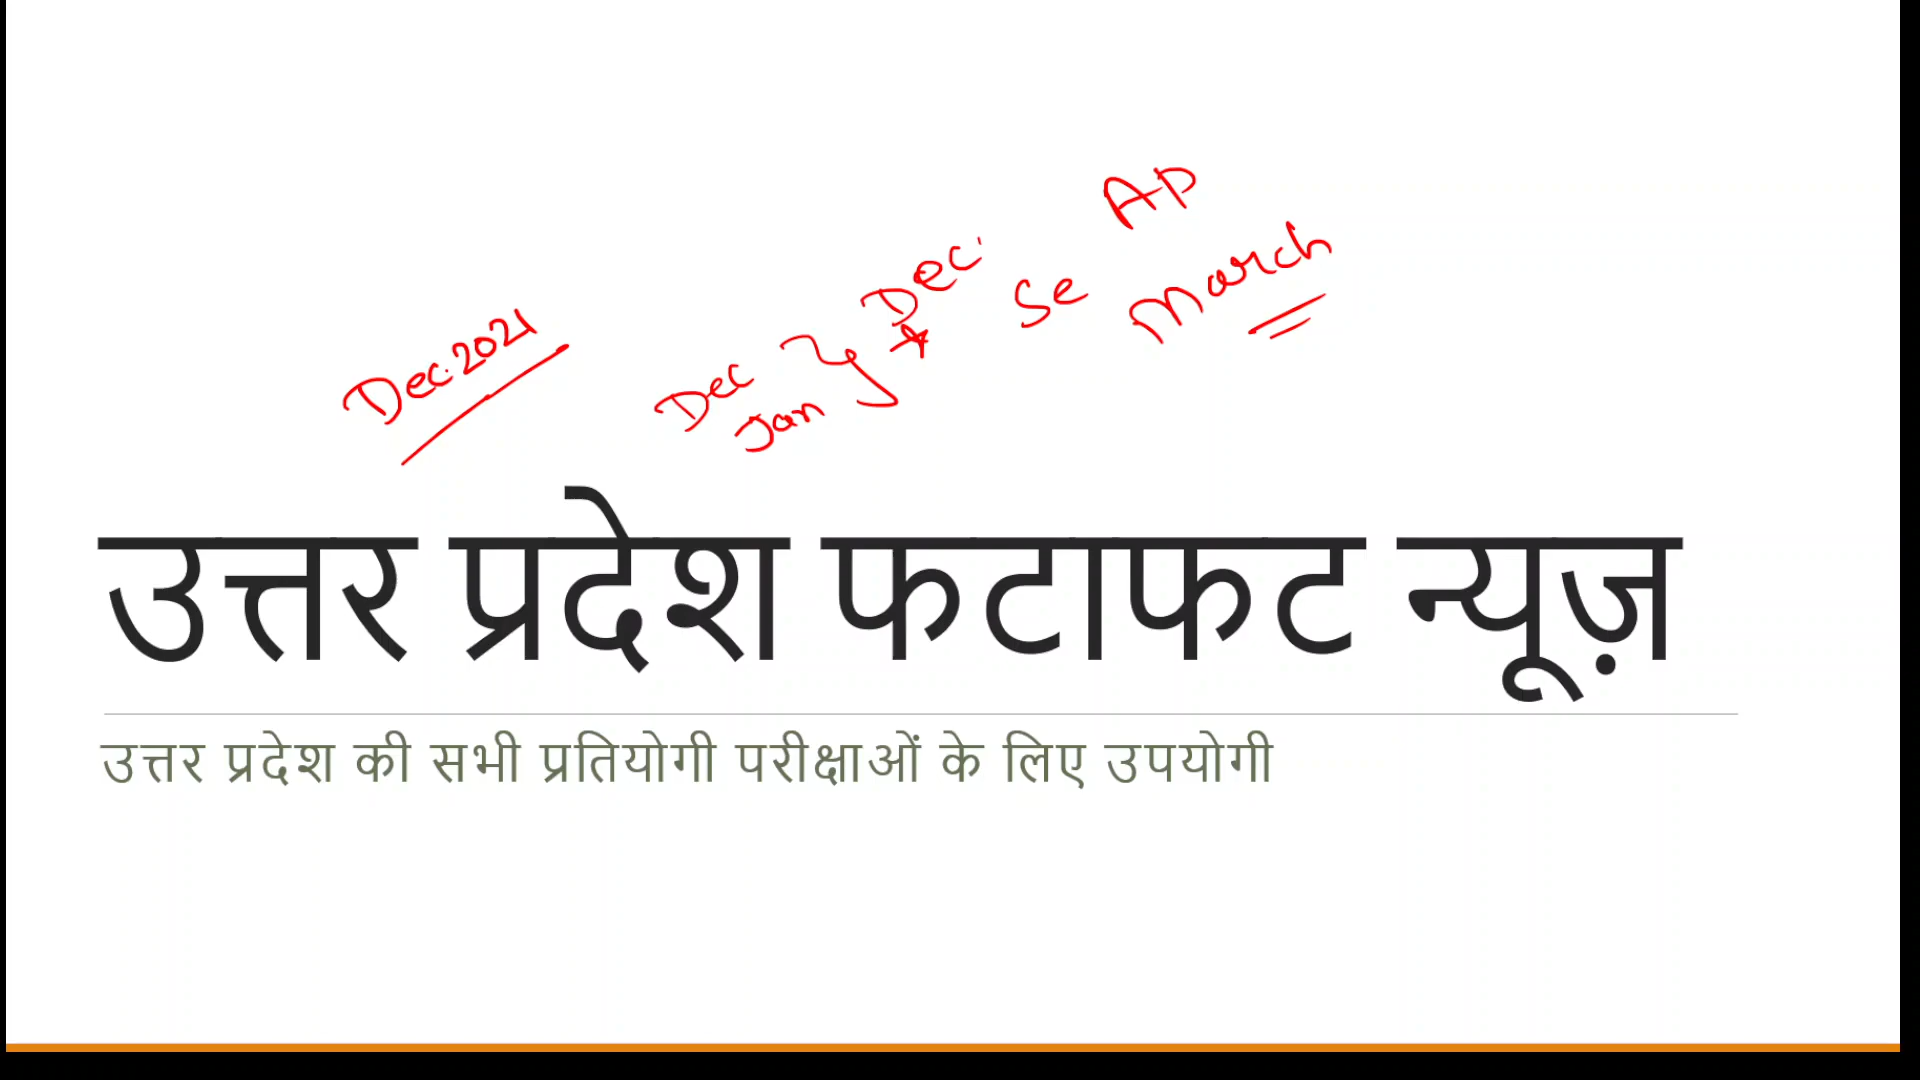 AP
Dec. Se March
Dec. 2021
Dec
Jan
उत्तर प्रदेश फटाफट न्यूज़
उत्तर प्रदेश की सभी प्रतियोगी परीक्षाओं के लिए उपयोगी